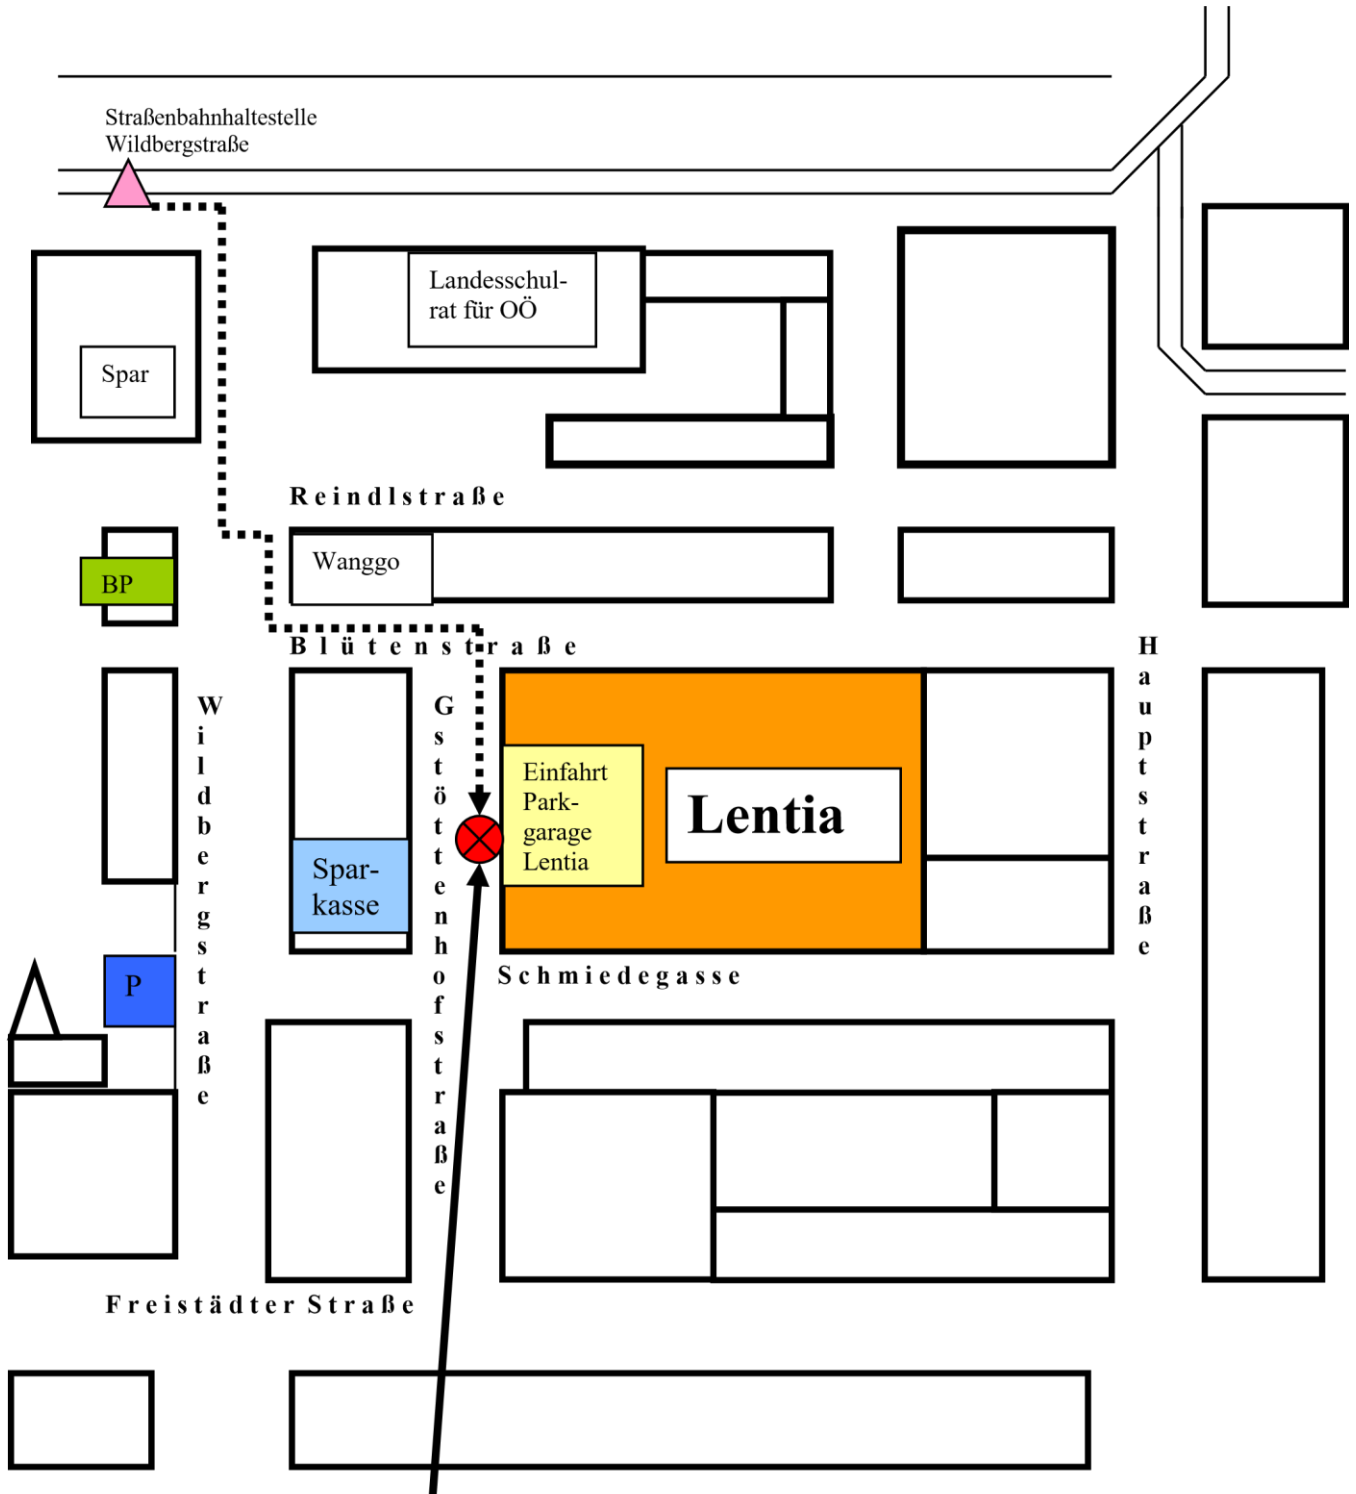 Straßenbahnhaltestelle
Wildbergstraße
Landesschul-
rat für OÖ
Spar
Reindlstraße
Wanggo
BP
Blütenstraße
Hauptstraße
Wildbergstraße
Gstöttenhofstraße
Einfahrt
Park-
garage
Lentia
Lentia
Spar-
kasse
P
Schmiedegasse
Freistädter Straße